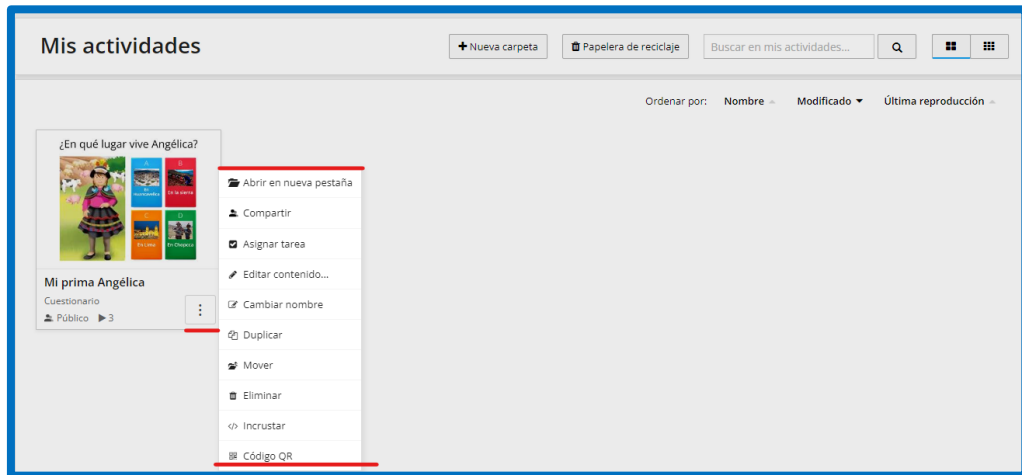 Mis actividades
Nueva carpeta
Papelera de reciclaje
Buscar en mis actividades...
Ordenar por: Nombre Modificado Última reproducción
¿En qué lugar vive Angélica?
A B
En la sierra
C D
En Lima
Abrir en nueva pestaña
Compartir
Asignar tarea
Editar contenido...
Mi prima Angélica
Cuestionario
Público 3
Cambiar nombre
Duplicar
Mover
Eliminar
Incrustar
Código QR